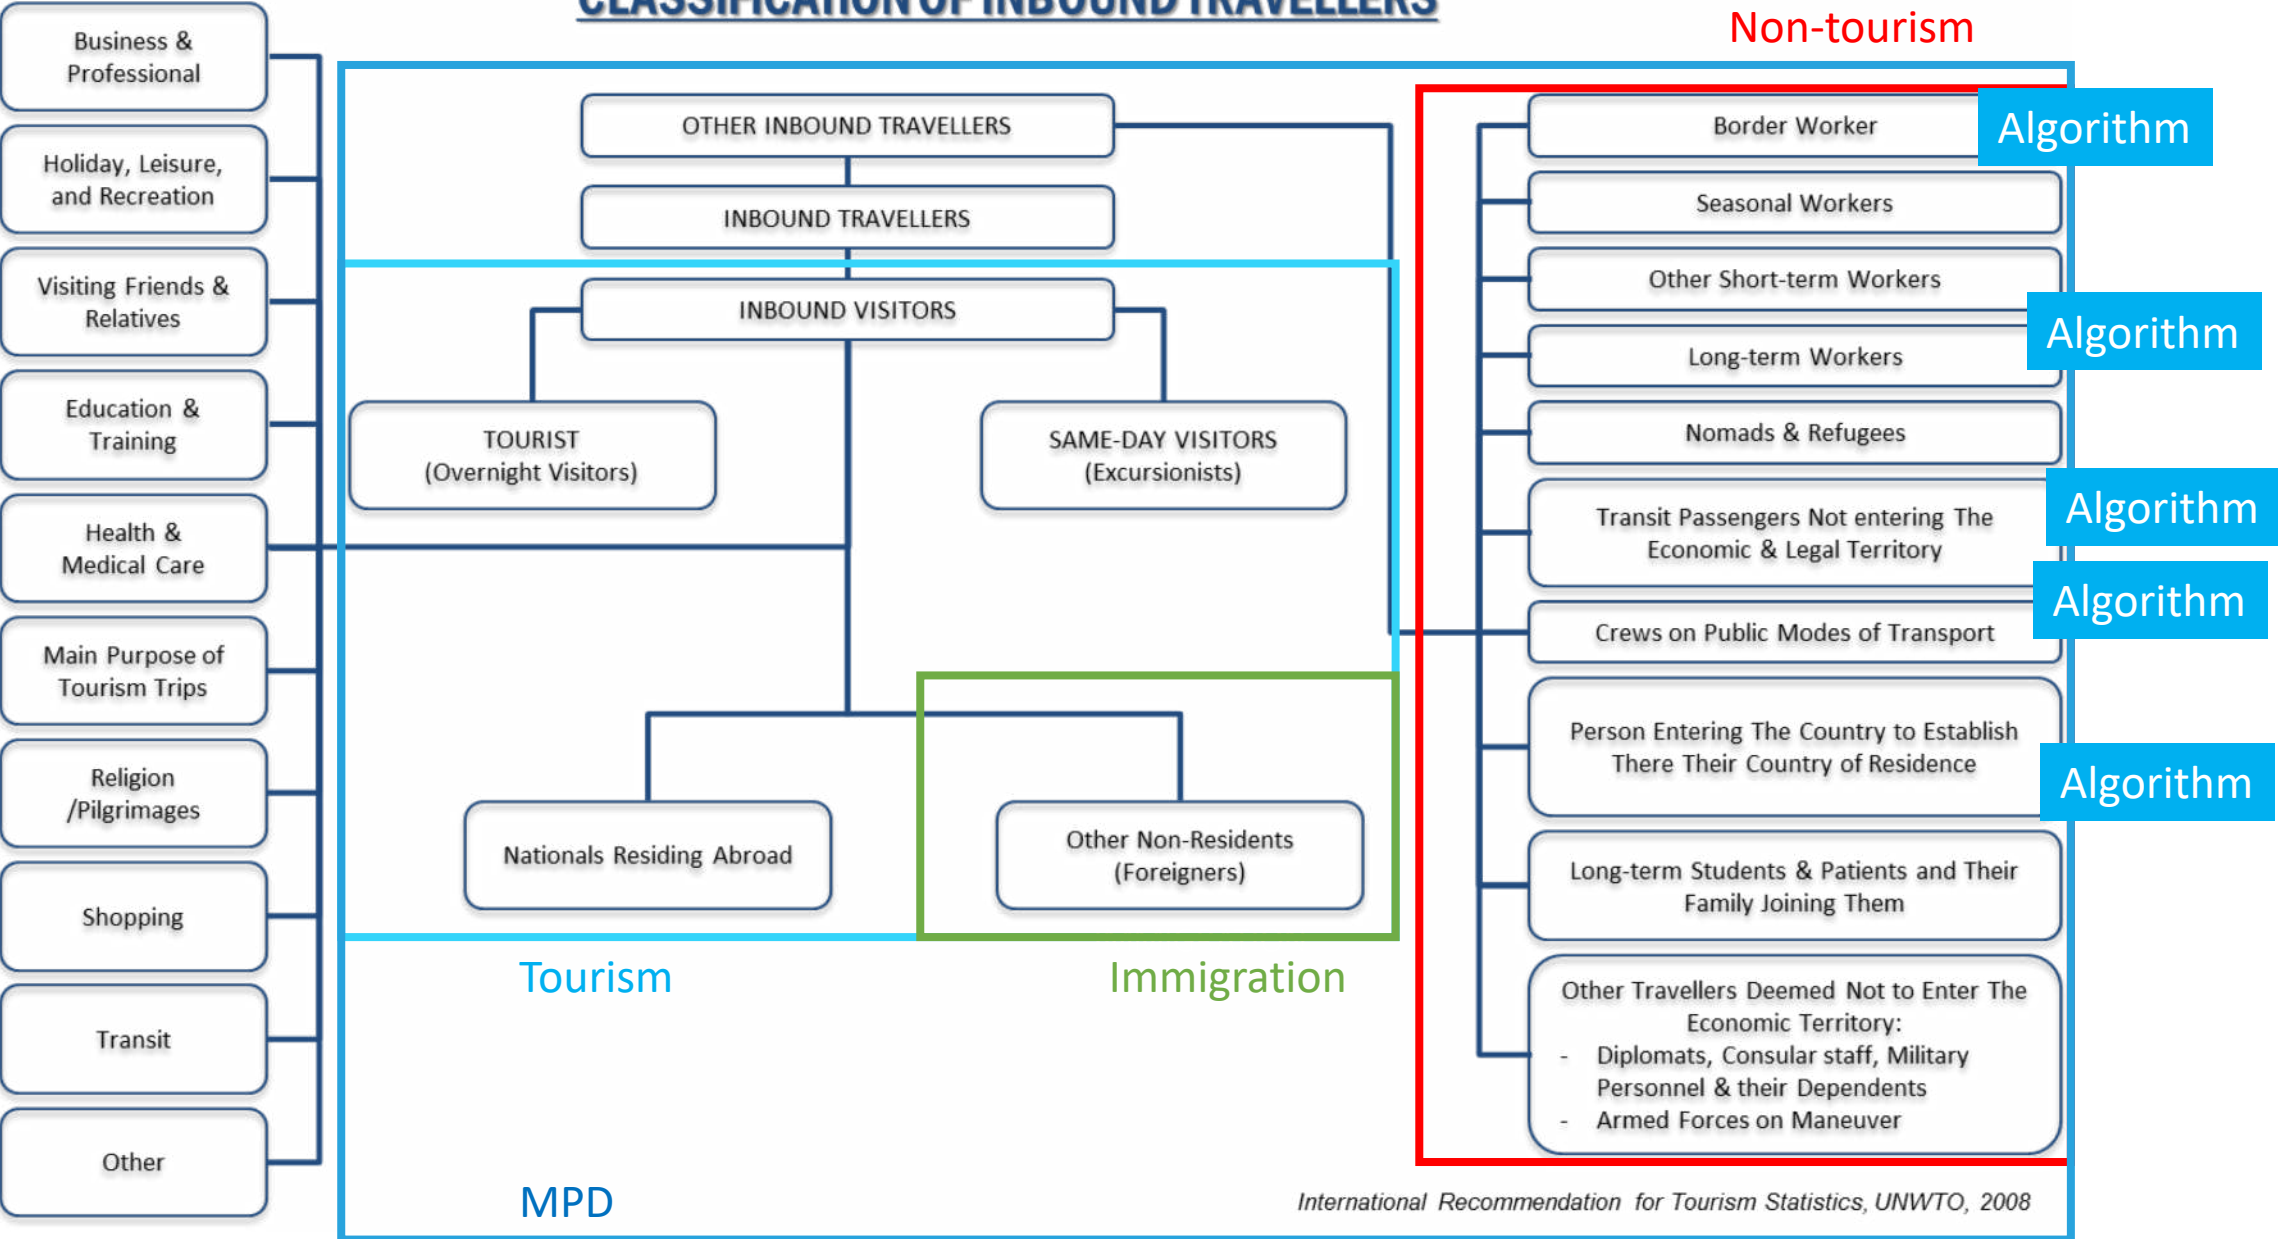 CLASSIFICATION OF INBOUND TRAVELLERS
Non-tourism
Business &
Professional
Holiday, Leisure,
and Recreation
Visiting Friends &
Relatives
Education &
Training
Health &
Medical Care
Main Purpose of
Tourism Trips
Religion
/Pilgrimages
Shopping
Transit
Other
OTHER INBOUND TRAVELLERS
INBOUND TRAVELLERS
INBOUND VISITORS
TOURIST
(Overnight Visitors)
SAME-DAY VISITORS
(Excursionists)
Nationals Residing Abroad
Other Non-Residents
(Foreigners)
Tourism
Immigration
MPD
Border Worker
Algorithm
Seasonal Workers
Other Short-term Workers
Algorithm
Long-term Workers
Nomads & Refugees
Transit Passengers Not entering The
Economic & Legal Territory
Algorithm
Algorithm
Crews on Public Modes of Transport
Person Entering The Country to Establish
There Their Country of Residence
Algorithm
Long-term Students & Patients and Their
Family Joining Them
Other Travellers Deemed Not to Enter The
Economic Territory:
- Diplomats, Consular staff, Military
Personnel & their Dependents
- Armed Forces on Maneuver
International Recommendation for Tourism Statistics, UNWTO, 2008